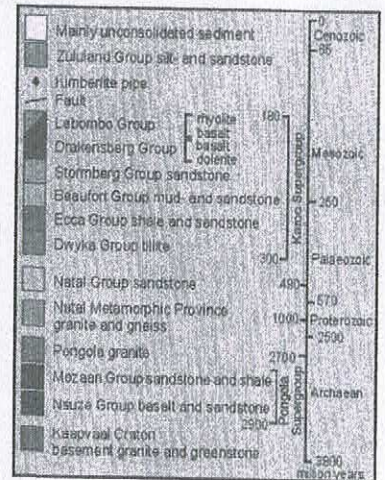 Mainly unconsolidated sediment
Zululand Group silt- and sandstone
Kimberlite pipe
Fault
Lebombo Group
rhyolite
basalt
Drakensberg Group
basalt
dolerite
Stormberg Group sandstone
Beaufort Group mud- and sandstone
Ecca Group shale and sandstone
Dwyka Group tillite
Natal Group sandstone
Natal Metamorphic Province
granite and gneiss
Pongola granite
Mozaan Group sandstone and shale
Nsuze Group basalt and sandstone
Kaapvaal Craton
basement granite and greenstone
180
Karoo Supergroup
300
2900
Pongola
Supergroup
0
Cenozoic
65
Mesozoic
250
Palaeozoic
490
570
1000
Proterozoic
2500
2700
Archaean
3800
million years